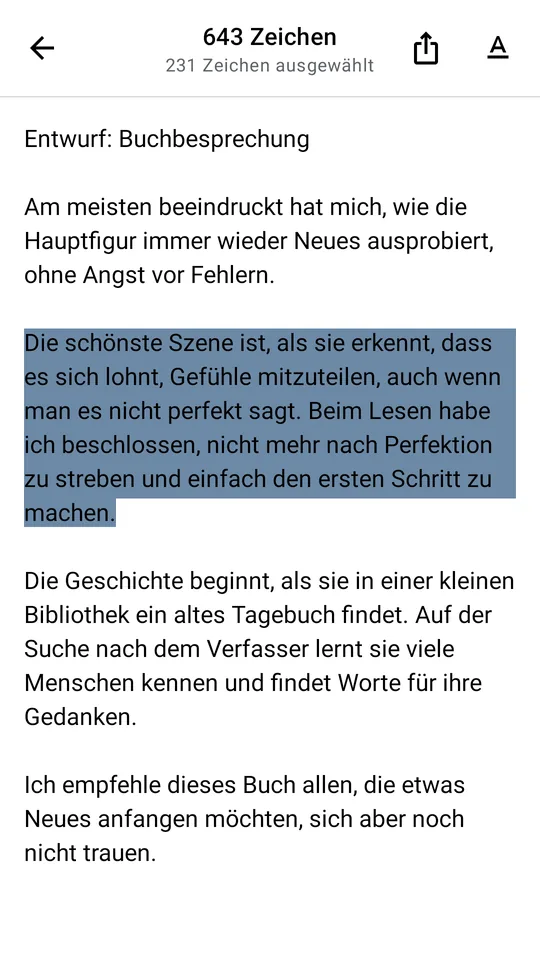 643 Zeichen
231 Zeichen ausgewählt
A
Entwurf: Buchbesprechung
Am meisten beeindruckt hat mich, wie die
Hauptfigur immer wieder Neues ausprobiert,
ohne Angst vor Fehlern.
Die schönste Szene ist, als sie erkennt, dass
es sich lohnt, Gefühle mitzuteilen, auch wenn
man es nicht perfekt sagt. Beim Lesen habe
ich beschlossen, nicht mehr nach Perfektion
zu streben und einfach den ersten Schritt zu
machen.
Die Geschichte beginnt, als sie in einer kleinen
Bibliothek ein altes Tagebuch findet. Auf der
Suche nach dem Verfasser lernt sie viele
Menschen kennen und findet Worte für ihre
Gedanken.
Ich empfehle dieses Buch allen, die etwas
Neues anfangen möchten, sich aber noch
nicht trauen.